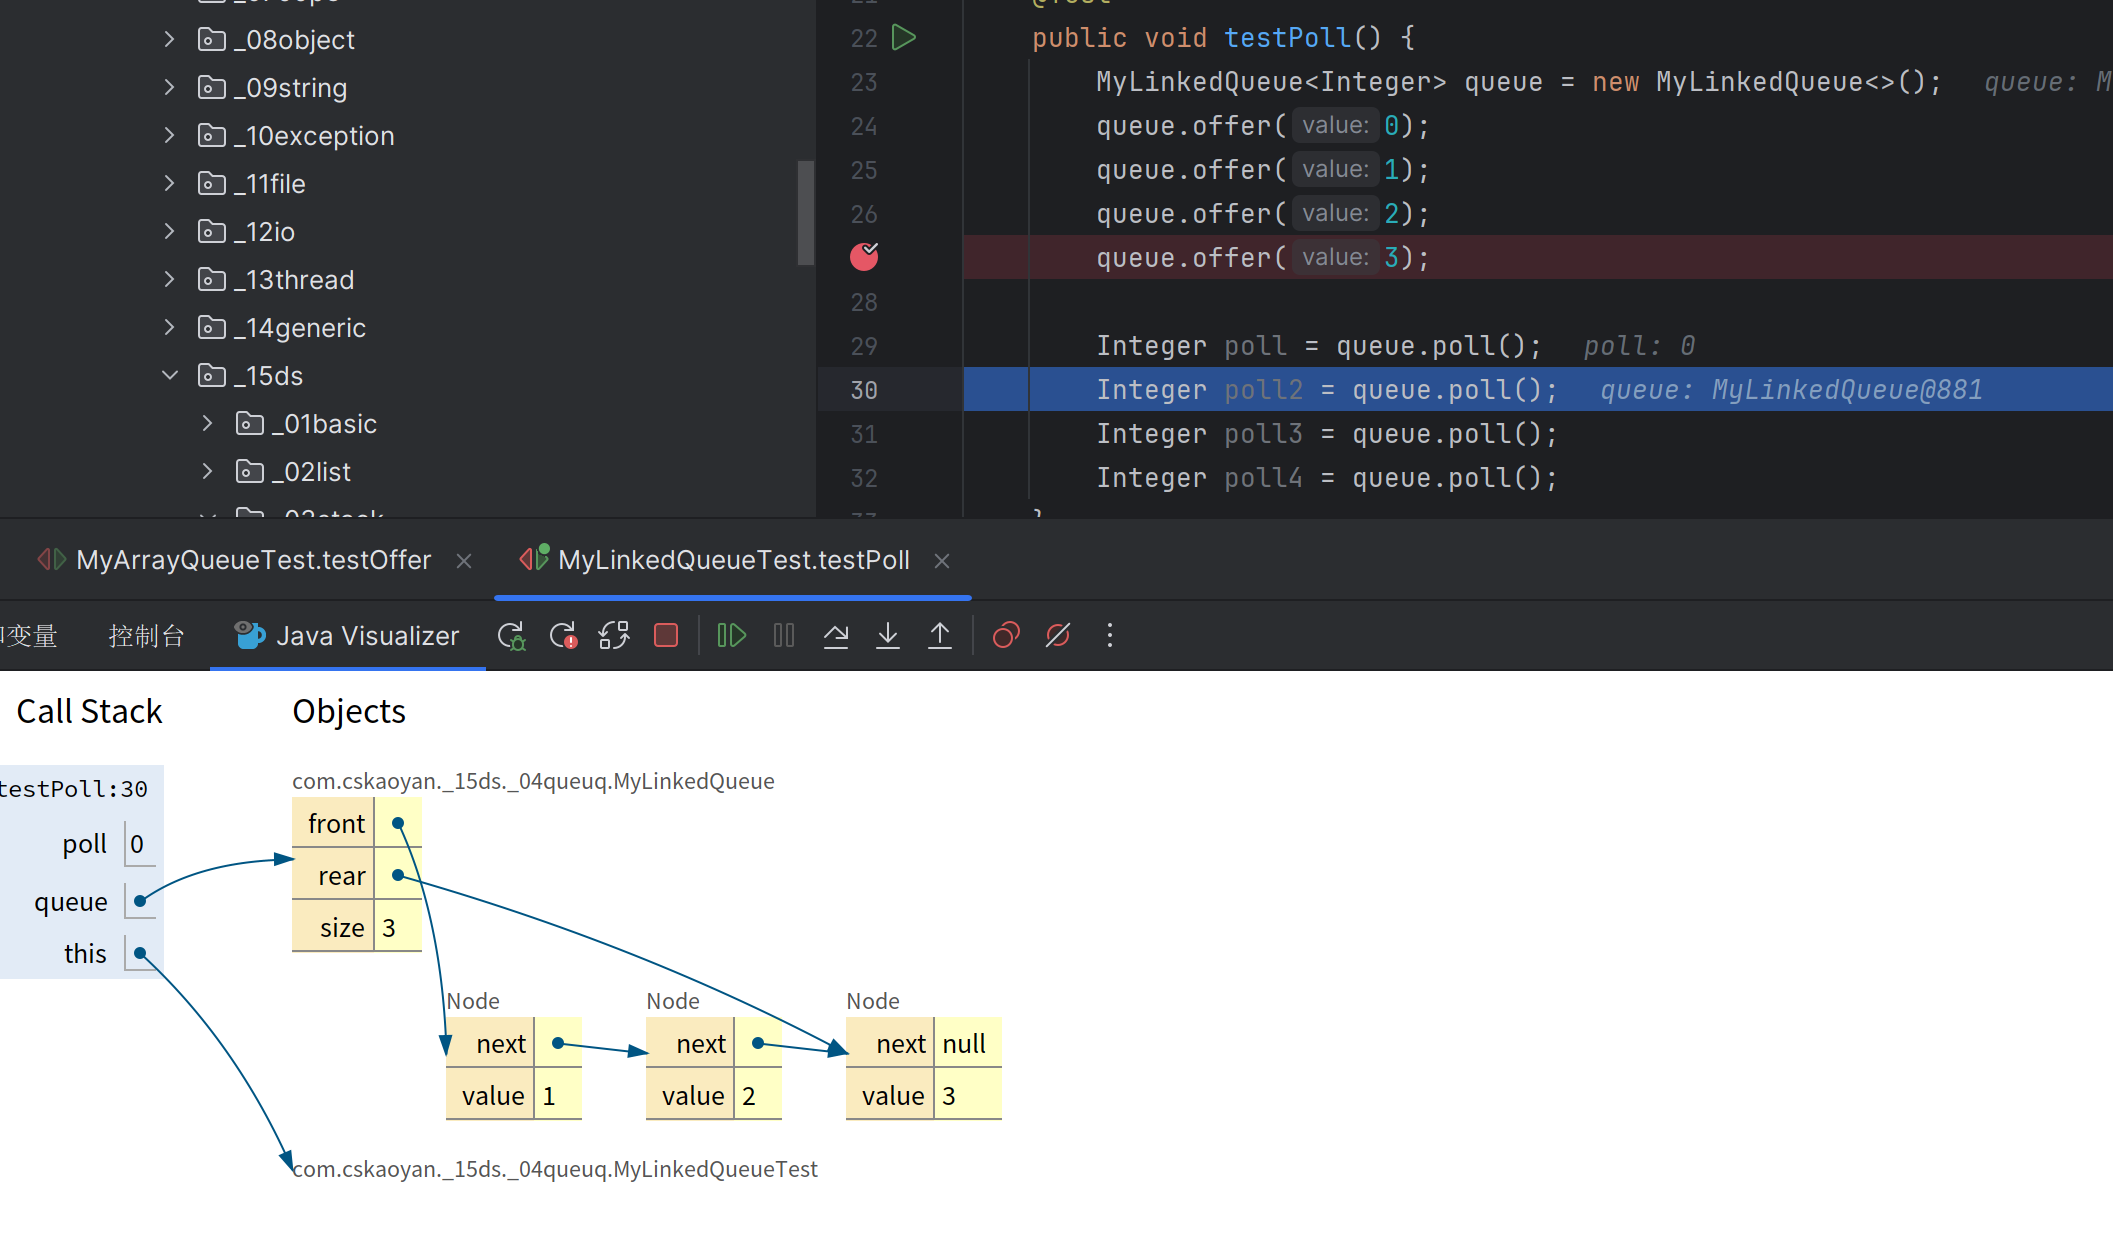 _08object
_09string
_10exception
_11file
_12io
_13thread
_14generic
_15ds
_01basic
_02list
22 public void testPoll() {
23 MyLinkedQueue<Integer> queue = new MyLinkedQueue<>(); queue: M
24 queue.offer( value: 0);
25 queue.offer( value: 1);
26 queue.offer( value: 2);
queue.offer( value: 3);
28
29 Integer poll = queue.poll(); poll: 0
30 Integer poll2 = queue.poll(); queue: MyLinkedQueue@881
31 Integer poll3 = queue.poll();
32 Integer poll4 = queue.poll();
MyArrayQueueTest.testOffer
MyLinkedQueueTest.testPoll
变量 控制台 Java Visualizer
Call Stack
testPoll:30
poll 0
queue
this
Objects
com.cskaoyan._15ds._04queuq.MyLinkedQueue
front
rear
size 3
Node Node Node
next next next null
value 1 value 2 value 3
com.cskaoyan._15ds._04queuq.MyLinkedQueueTest